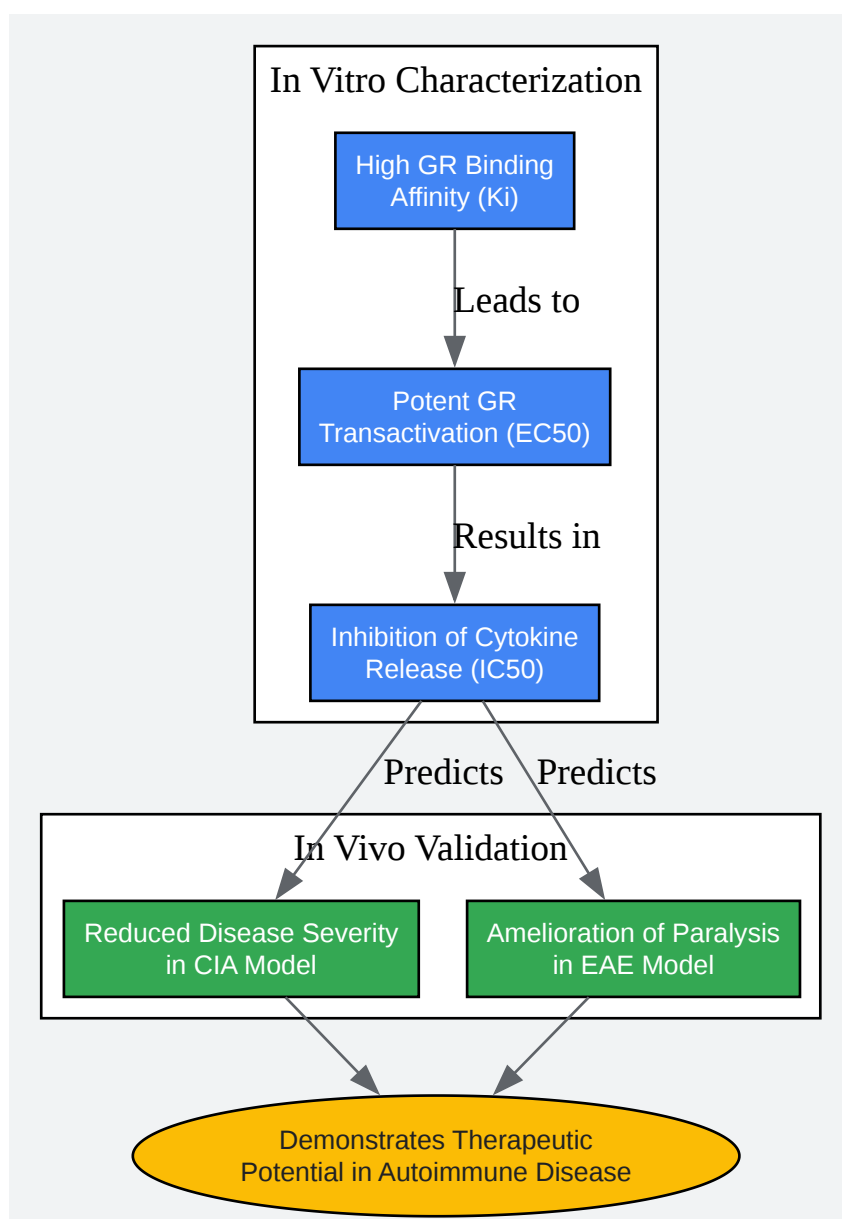 In Vitro Characterization
High GR Binding
Affinity (Ki)
Leads to
Potent GR
Transactivation (EC50)
Results in
Inhibition of Cytokine
Release (IC50)
Predicts
Predicts
In Vivo Validation
Reduced Disease Severity
in CIA Model
Amelioration of Paralysis
in EAE Model
Demonstrates Therapeutic
Potential in Autoimmune Disease